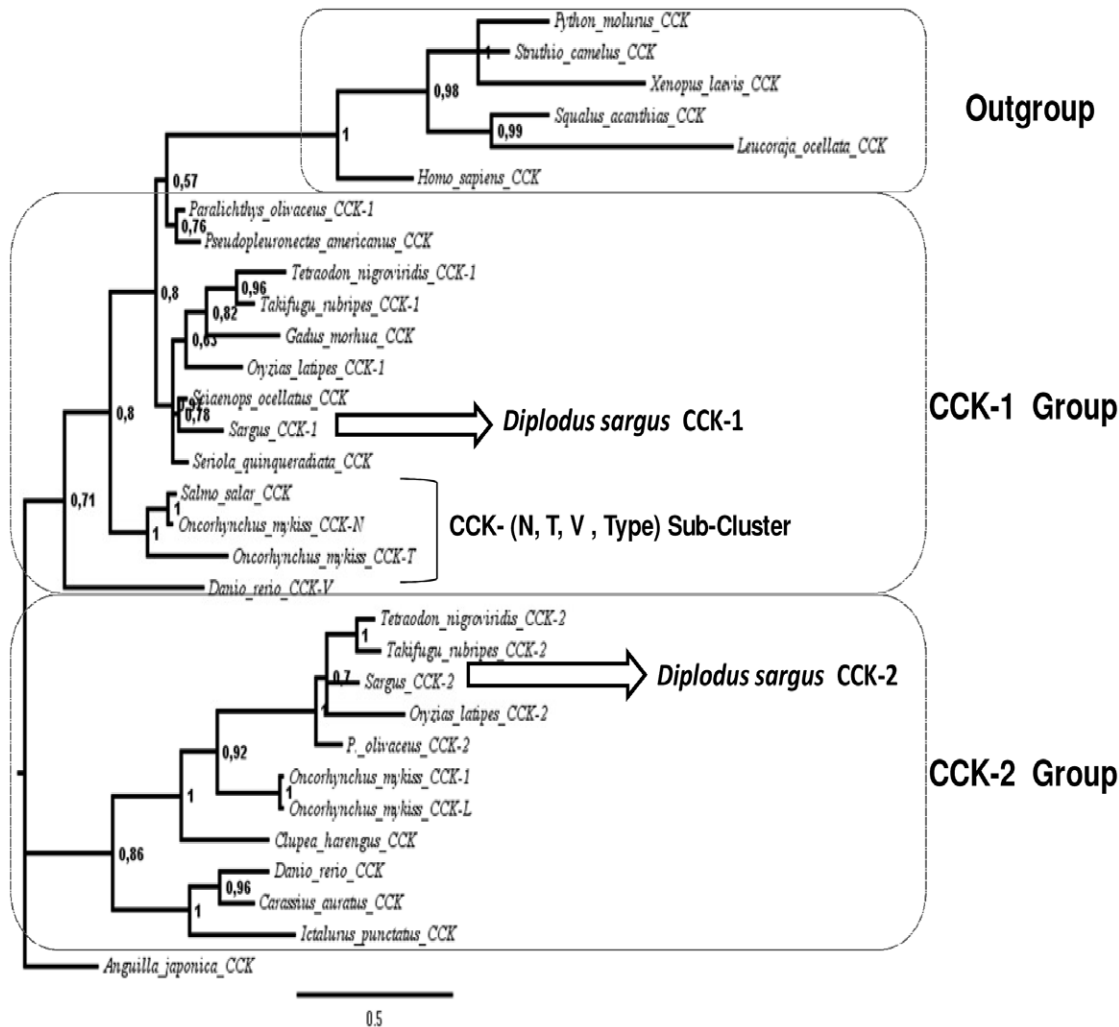 Python_molurus_CCK
1
Struthio_camelus_CCK
Xenopus_laevis_CCK
0,98
Squalus_acanthias_CCK
0,99
Leucoraja_ocellata_CCK
1
Homo_sapiens_CCK
Outgroup
0,57
Paralichthys_olivaceus_CCK-1
0,76
Pseudopleuronectes_americanus_CCK
Tetraodon_nigroviridis_CCK-1
0,8
0,96
Takifugu_rubripes_CCK-1
0,82
Gadus_morhua_CCK
Oryzias_latipes_CCK-1
Sciaenops_ocellatus_CCK
0,8
0,78
Sargus_CCK-1
Diplodus sargus CCK-1
CCK-1 Group
Seriola_quinqueradiata_CCK
0,71
Salmo_salar_CCK
1
Oncorhynchus_mykiss_CCK-N
1
Oncorhynchus_mykiss_CCK-T
CCK- (N, T, V , Type) Sub-Cluster
Danio_rerio_CCK-V
Tetraodon_nigroviridis_CCK-2
1
Takifugu_rubripes_CCK-2
0,7
Sargus_CCK-2
Diplodus sargus CCK-2
1
Oryzias_latipes_CCK-2
P._olivaceus_CCK-2
0,92
Oncorhynchus_mykiss_CCK-1
1
Oncorhynchus_mykiss_CCK-L
CCK-2 Group
1
Clupea_harengus_CCK
0,86
Danio_rerio_CCK
0,96
Carassius_auratus_CCK
1
Ictalurus_punctatus_CCK
Anguilla_japonica_CCK
0.5